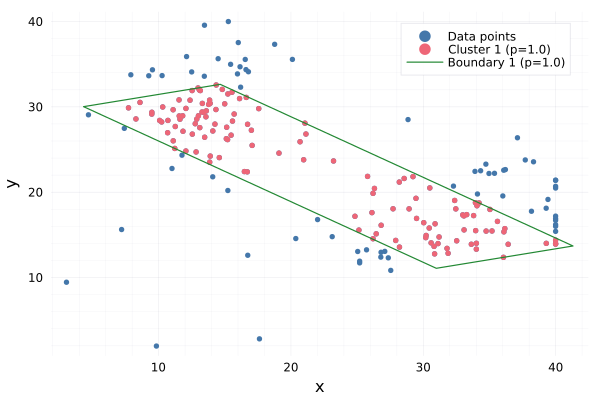 40
Data points
Cluster 1 (p=1.0)
Boundary 1 (p=1.0)
30
y
20
10
10 20 30 40
x